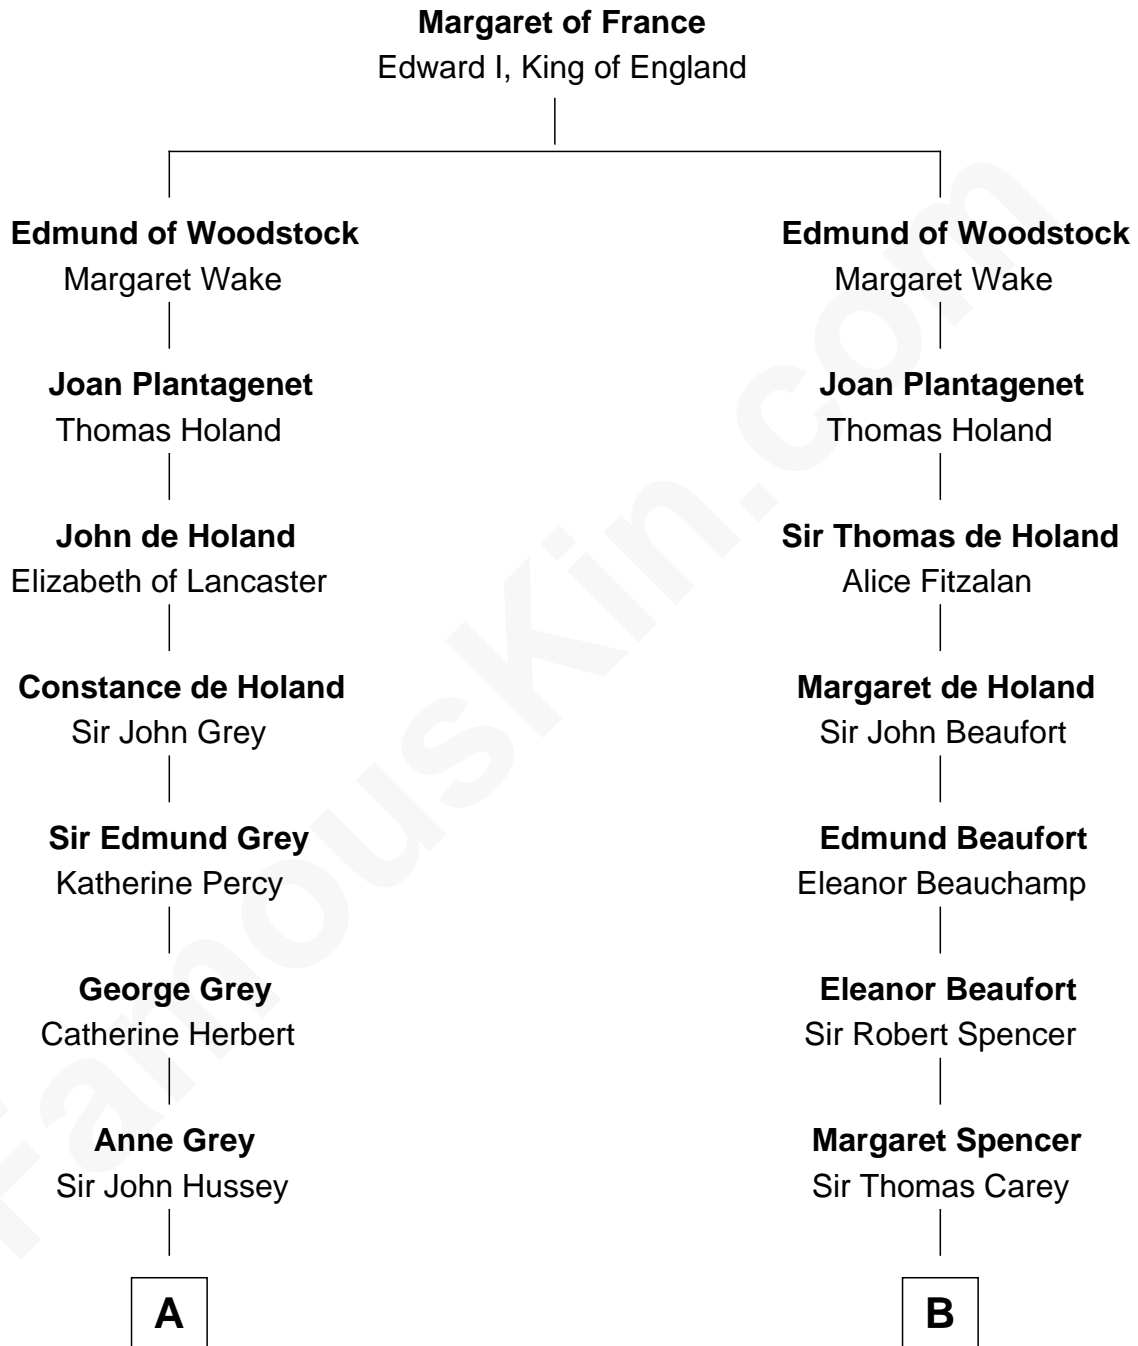 Margaret of France
Edward I, King of England
Edmund of Woodstock
Margaret Wake
Joan Plantagenet
Thomas Holand
John de Holand
Elizabeth of Lancaster
Constance de Holand
Sir John Grey
Sir Edmund Grey
Katherine Percy
George Grey
Catherine Herbert
Anne Grey
Sir John Hussey
A
Edmund of Woodstock
Margaret Wake
Joan Plantagenet
Thomas Holand
Sir Thomas de Holand
Alice Fitzalan
Margaret de Holand
Sir John Beaufort
Edmund Beaufort
Eleanor Beauchamp
Eleanor Beaufort
Sir Robert Spencer
Margaret Spencer
Sir Thomas Carey
B
FamousKin.com